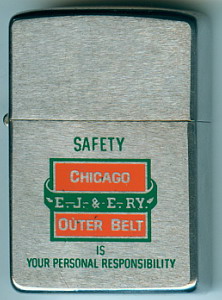 SAFETY
CHICAGO
E.-J.-&-E.-RY.
OUTER BELT
IS
YOUR PERSONAL RESPONSIBILITY